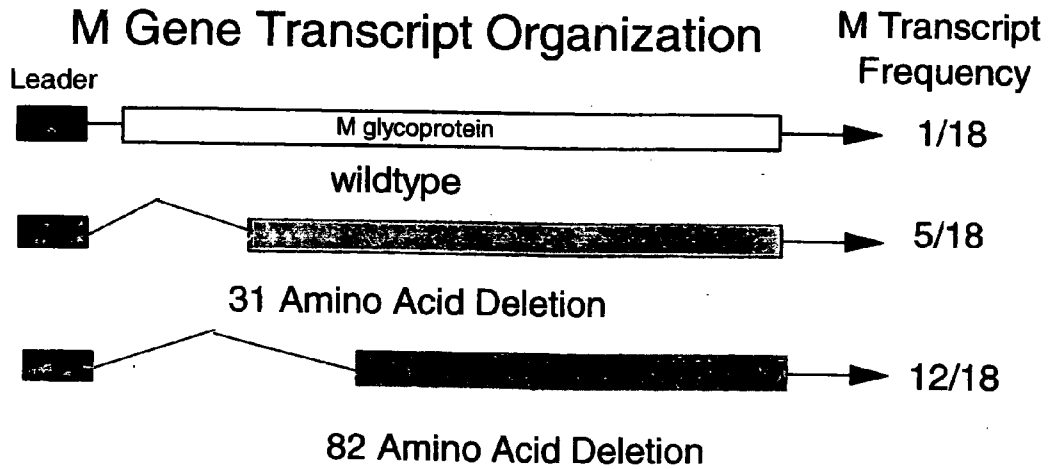 M Gene Transcript Organization
M Transcript
Frequency
Leader
M glycoprotein
1/18
wildtype
5/18
31 Amino Acid Deletion
12/18
82 Amino Acid Deletion